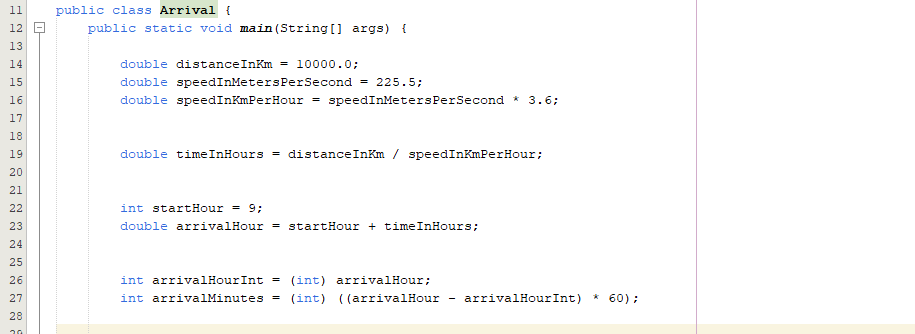 11 public class Arrival {
12 public static void main(String[] args) {
13
14 double distanceInKm = 10000.0;
15 double speedInMetersPerSecond = 225.5;
16 double speedInKmPerHour = speedInMetersPerSecond * 3.6;
17
18
19 double timeInHours = distanceInKm / speedInKmPerHour;
20
21
22 int startHour = 9;
23 double arrivalHour = startHour + timeInHours;
24
25
26 int arrivalHourInt = (int) arrivalHour;
27 int arrivalMinutes = (int) ((arrivalHour - arrivalHourInt) * 60);
28
29